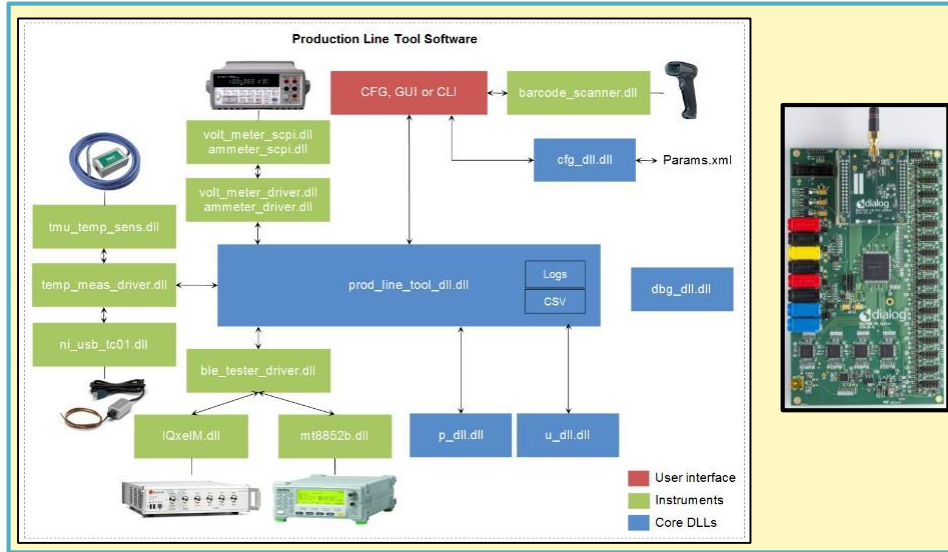 Production Line Tool Software
CFG, GUI or CLI
barcode_scanner.dll
volt_meter_scpi.dll
ammeter_scpi.dll
cfg_dll.dll
Params.xml
volt_meter_driver.dll
ammeter_driver.dll
tmu_temp_sens.dll
temp_meas_driver.dll
prod_line_tool_dll.dll
Logs
CSV
dbg_dll.dll
ni_usb_tc01.dll
ble_tester_driver.dll
IQxelM.dll
mt8852b.dll
p_dll.dll
u_dll.dll
User interface
Instruments
Core DLLs
dialog
dialog